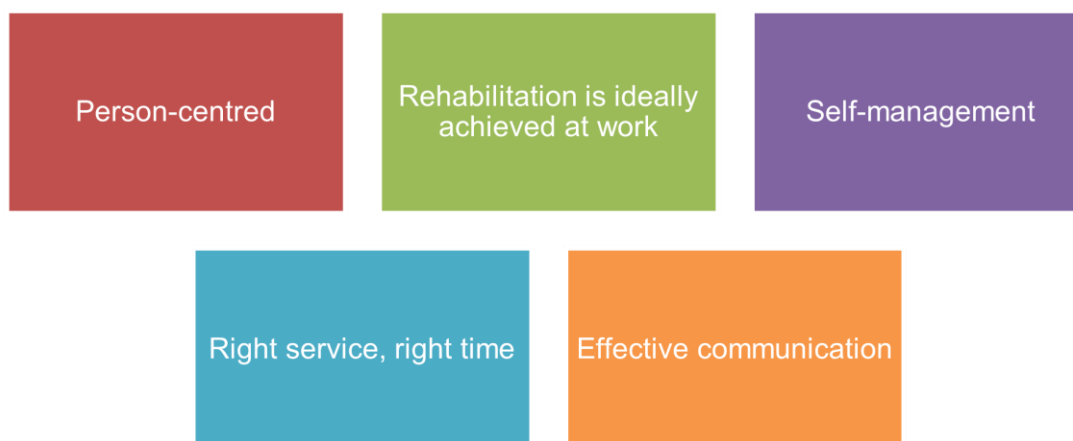 Person-centred
Rehabilitation is ideally
achieved at work
Self-management
Right service, right time
Effective communication